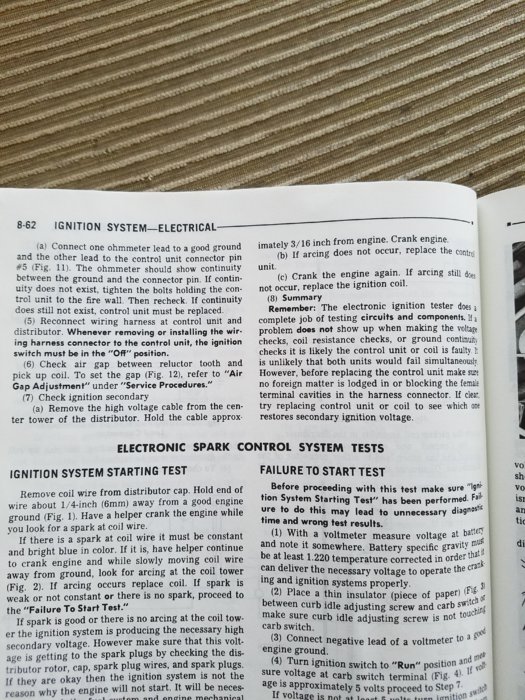 8-62 IGNITION SYSTEM—ELECTRICAL
(a) Connect one ohmmeter lead to a good ground
and the other lead to the control unit connector pin
#5 (Fig. 11). The ohmmeter should show continuity
between the ground and the connector pin. If contin-
uity does not exist, tighten the bolts holding the con-
trol unit to the fire wall. Then recheck. If continuity
does still not exist, control unit must be replaced.
(5) Reconnect wiring harness at control unit and
distributor. Whenever removing or installing the wir-
ing harness connector to the control unit, the ignition
switch must be in the "Off" position.
(6) Check air gap between reluctor tooth and
pick up coil. To set the gap (Fig. 12), refer to "Air
Gap Adjustment" under "Service Procedures."
(7) Check ignition secondary
(a) Remove the high voltage cable from the cen-
ter tower of the distributor. Hold the cable approx-
imately 3/16 inch from engine. Crank engine.
(b) If arcing does not occur, replace the control
unit.
(c) Crank the engine again. If arcing still does
not occur, replace the ignition coil.
(8) Summary
Remember: The electronic ignition tester does a
complete job of testing circuits and components. If a
problem does not show up when making the voltage
checks, coil resistance checks, or ground continuity
checks it is likely the control unit or coil is faulty. It
is unlikely that both units would fail simultaneously.
However, before replacing the control unit make sure
no foreign matter is lodged in or blocking the female
terminal cavities in the harness connector. If clear,
try replacing control unit or coil to see which one
restores secondary ignition voltage.
ELECTRONIC SPARK CONTROL SYSTEM TESTS
IGNITION SYSTEM STARTING TEST
Remove coil wire from distributor cap. Hold end of
wire about 1/4-inch (6mm) away from a good engine
ground (Fig. 1). Have a helper crank the engine while
you look for a spark at coil wire.
If there is a spark at coil wire it must be constant
and bright blue in color. If it is, have helper continue
to crank engine and while slowly moving coil wire
away from ground, look for arcing at the coil tower
(Fig. 2). If arcing occurs replace coil. If spark is
weak or not constant or there is no spark, proceed to
the "Failure To Start Test."
If spark is good or there is no arcing at the coil tow-
er the ignition system is producing the necessary high
secondary voltage. However make sure that this volt-
age is getting to the spark plugs by checking the dis-
tributor rotor, cap, spark plug wires, and spark plugs.
If they are okay then the ignition system is not the
reason why the engine will not start. It will be neces-
FAILURE TO START TEST
Before proceeding with this test make sure "Igni-
tion System Starting Test" has been performed. Fail-
ure to do this may lead to unnecessary diagnostic
time and wrong test results.
(1) With a voltmeter measure voltage at battery
and note it somewhere. Battery specific gravity must
be at least 1.220 temperature corrected in order that it
can deliver the necessary voltage to operate the crank-
ing and ignition systems properly.
(2) Place a thin insulator (piece of paper) (Fig. 3)
between curb idle adjusting screw and carb switch or
make sure curb idle adjust screw is not touching
carb switch.
(3) Connect negative lead of a voltmeter to a good
engine ground.
(4) Turn ignition switch to "Run" position and mea-
sure voltage at carb switch terminal (Fig. 4). If volt-
age is approximately 5 volts proceed to Step 7.
If voltage is not at least 5 volts turn ignition switch